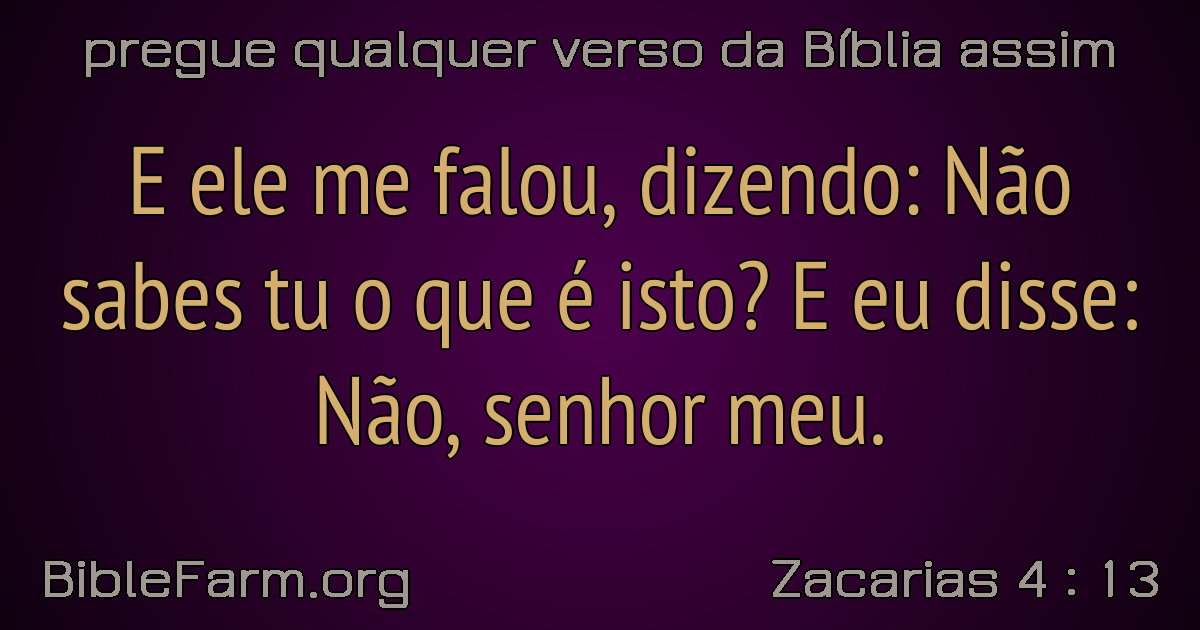 pregue qualquer verso da Bíblia assim
E ele me falou, dizendo: Não
sabes tu o que é isto? E eu disse:
Não, senhor meu.
BibleFarm.org
Zacarias 4 : 13